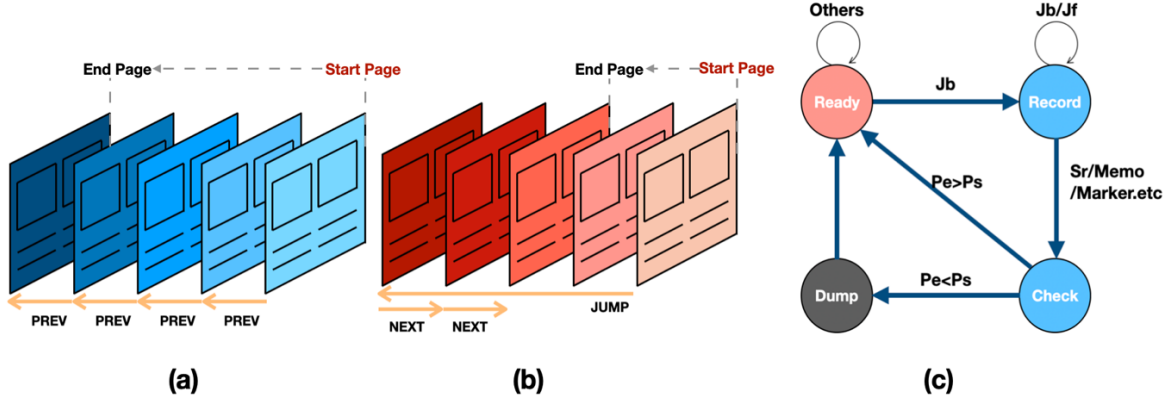 End Page
Start Page
PREV
PREV
PREV
PREV
(a)
End Page
Start Page
JUMP
NEXT
NEXT
(b)
Others
Jb/Jf
Ready
Jb
Record
Pe>Ps
Sr/Memo
/Marker.etc
Dump
Pe<Ps
Check
(c)